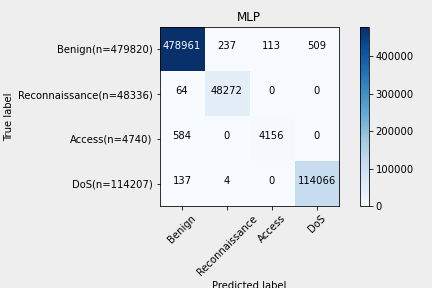 MLP
True label
Benign(n=479820)
478961 237 113 509
Reconnaissance(n=48336)
64 48272 0 0
Access(n=4740)
584 0 4156 0
DoS(n=114207)
137 4 0 114066
Benign
Reconnaissance
Access
DoS
Predicted label
400000
300000
200000
100000
0